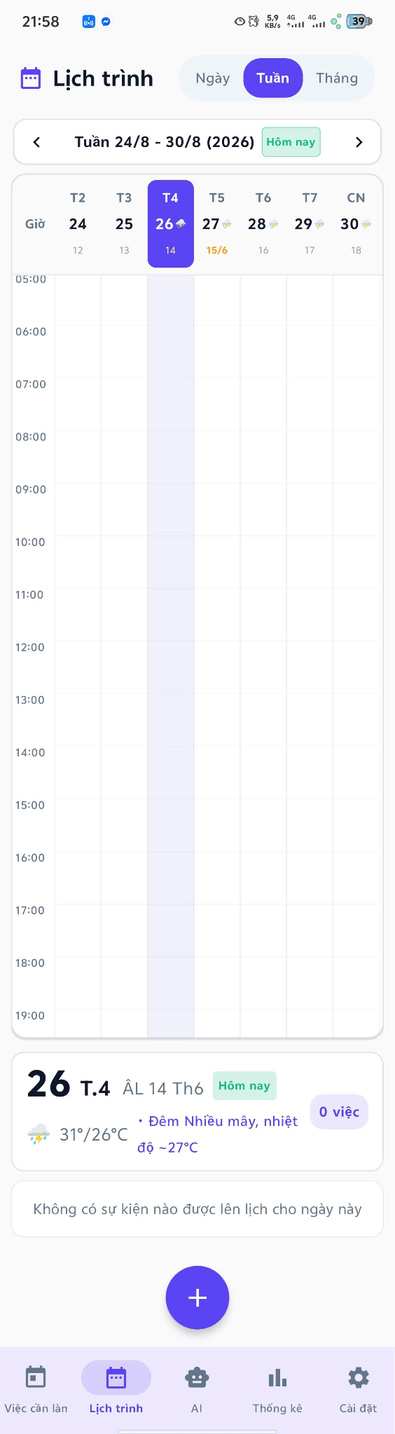 21:58
5,9 KB/s 4G 4G 39
Lịch trình
Ngày Tuần Tháng
Tuần 24/8 - 30/8 (2026) Hôm nay
Giờ
T2 T3 T4 T5 T6 T7 CN
24 25 26 27 28 29 30
12 13 14 15/6 16 17 18
05:00
06:00
07:00
08:00
09:00
10:00
11:00
12:00
13:00
14:00
15:00
16:00
17:00
18:00
19:00
26 T.4 ÂL 14 Th6 Hôm nay
31°/26°C • Đêm Nhiều mây, nhiệt
độ ~27°C
0 việc
Không có sự kiện nào được lên lịch cho ngày này
+
Việc cần làn Lịch trình AI Thống kê Cài đặt